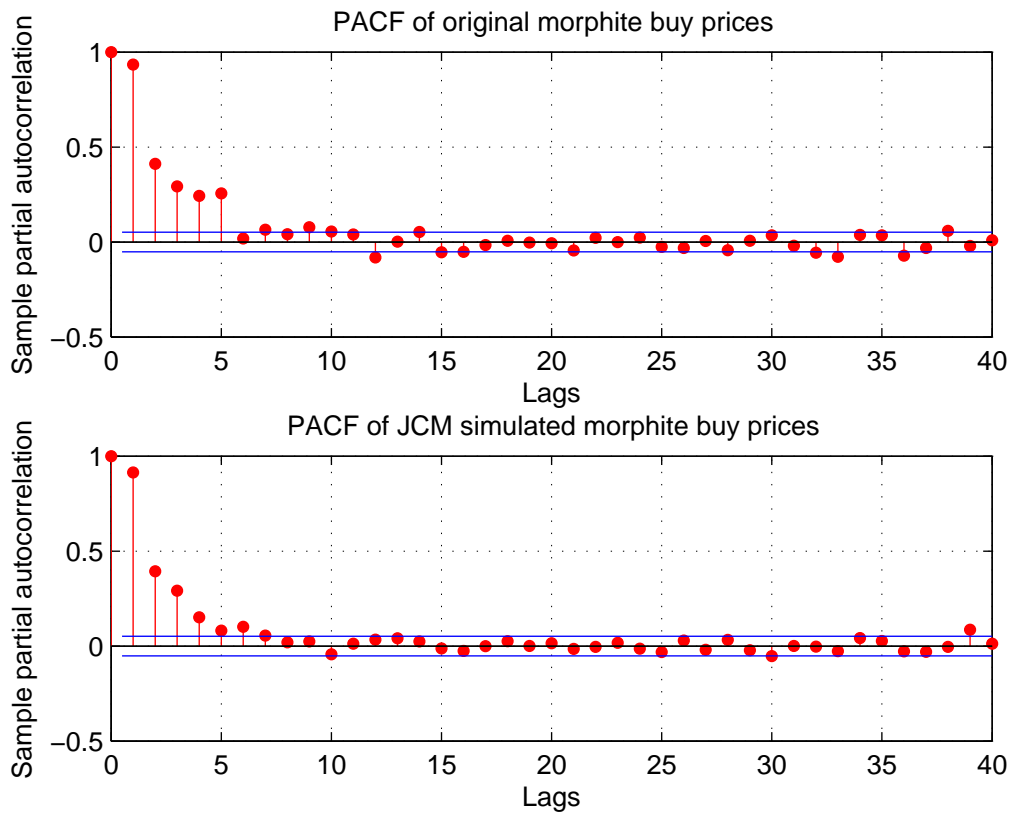 PACF of original morphite buy prices
Sample partial autocorrelation
1
0.5
0
−0.5
0 5 10 15 20 25 30 35 40
Lags
PACF of JCM simulated morphite buy prices
Sample partial autocorrelation
1
0.5
0
−0.5
0 5 10 15 20 25 30 35 40
Lags